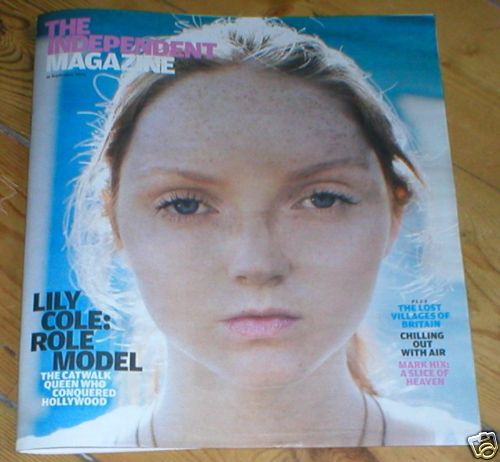 THE
INDEPENDENT
MAGAZINE
LILY
COLE:
ROLE
MODEL
THE CATWALK
QUEEN WHO
CONQUERED
HOLLYWOOD
PLUS
THE LOST
VILLAGES OF
BRITAIN
CHILLING
OUT
WITH AIR
MARK HIX:
A SLICE OF
HEAVEN